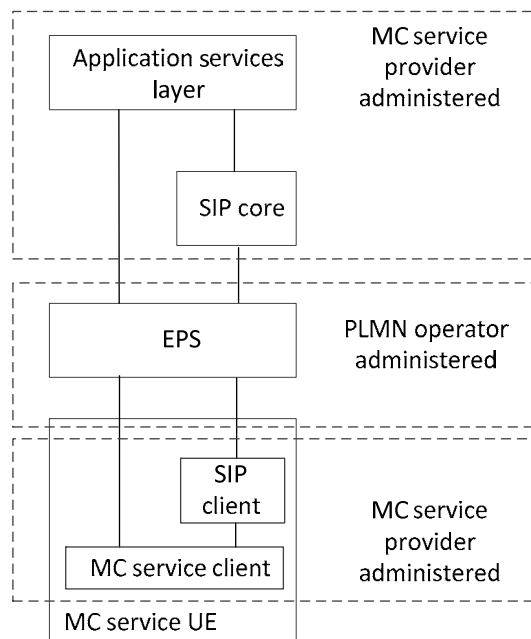 Application services
layer
MC service
provider
administered
SIP core
EPS
PLMN operator
administered
SIP
client
MC service client
MC service
provider
administered
MC service UE